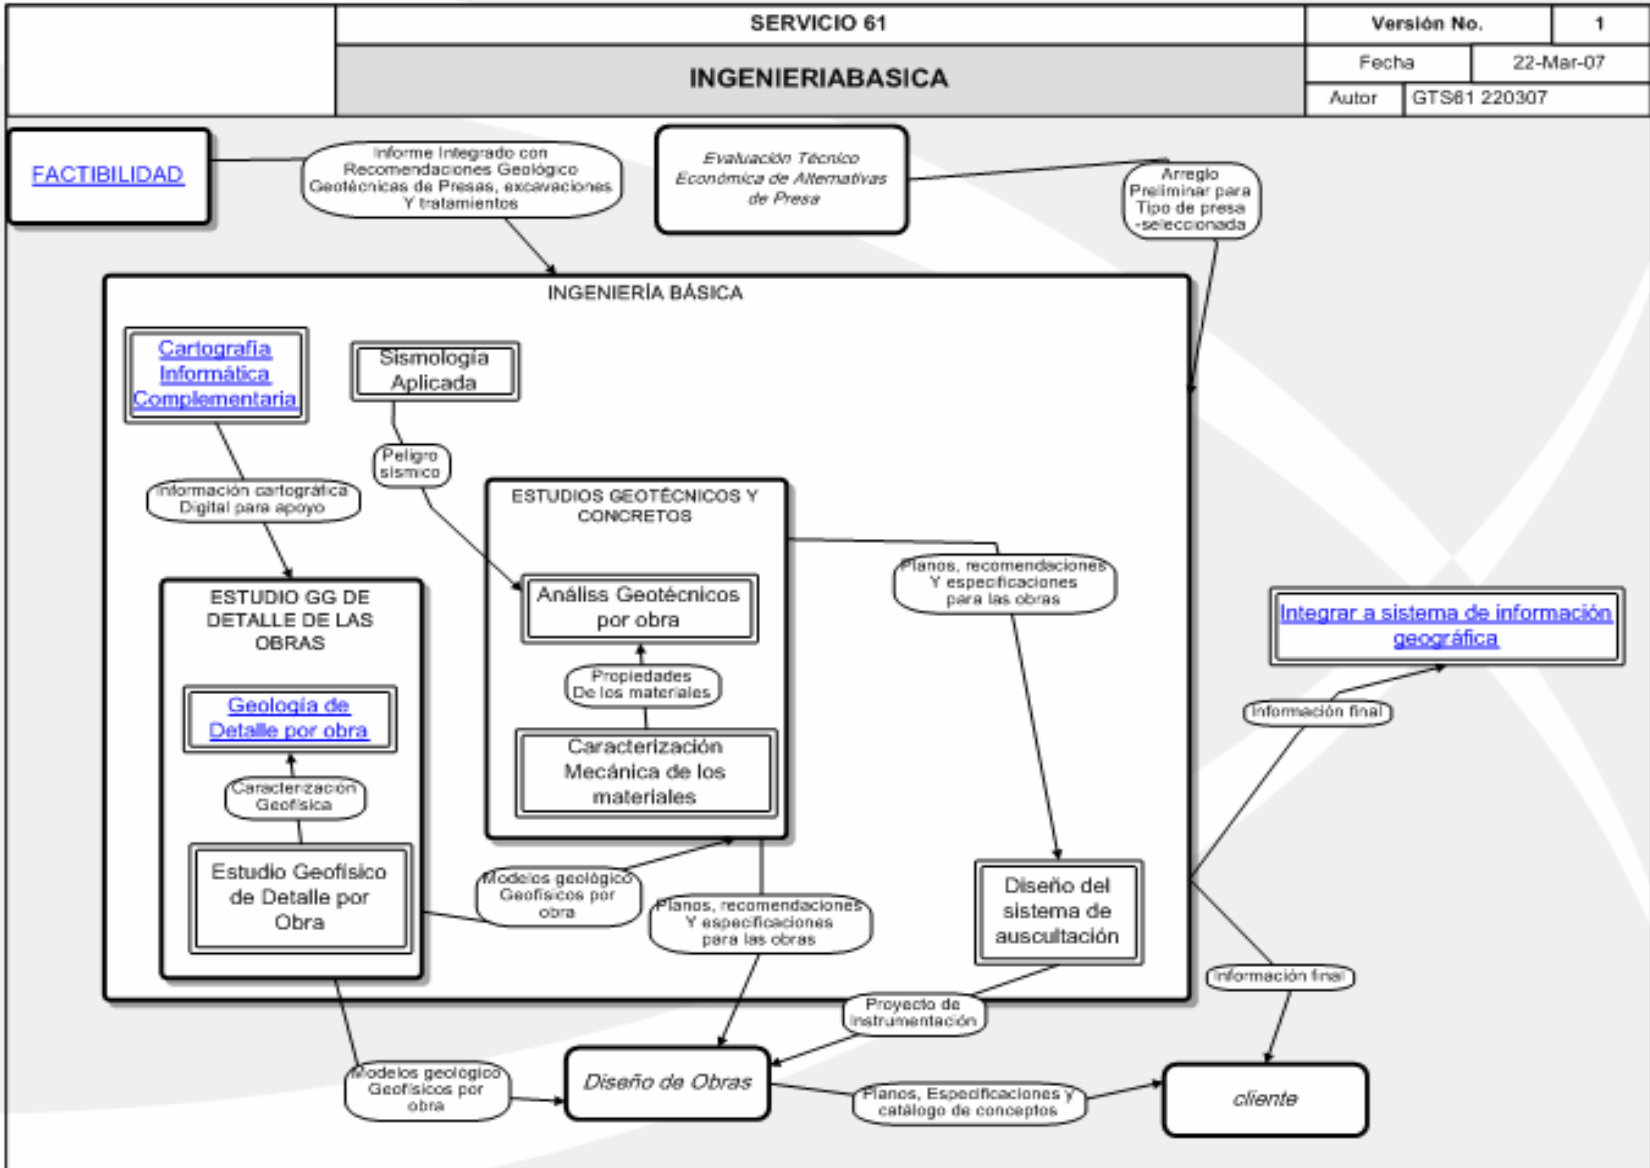 SERVICIO 61
Versión No.
1
INGENIERIABASICA
Fecha
22-Mar-07
Autor
GTS61 220307
FACTIBILIDAD
Informe Integrado con
Recomendaciones Geológico
Geotécnicas de Presas, excavaciones
Y tratamientos
Evaluación Técnico
Económica de Alternativas
de Presa
Arreglo
Preliminar para
Tipo de presa
-seleccionada
INGENIERÍA BÁSICA
Cartografía
Informática
Complementaria
Sismología
Aplicada
Peligro
sísmico
Información cartográfica
Digital para apoyo
ESTUDIOS GEOTÉCNICOS Y
CONCRETOS
Análiss Geotécnicos
por obra
Propiedades
De los materiales
Caracterización
Mecánica de los
materiales
Planos, recomendaciones
Y especificaciones
para las obras
ESTUDIO GG DE
DETALLE DE LAS
OBRAS
Geología de
Detalle por obra
Caracterización
Geofísica
Estudio Geofísico
de Detalle por
Obra
Modelos geológico
Geofísicos por
obra
Planos, recomendaciones
Y especificaciones
para las obras
Diseño del
sistema de
auscultación
Integrar a sistema de información
geográfica
Información final
Información final
Proyecto de
Instrumentación
Modelos geológico
Geofísicos por
obra
Diseño de Obras
Planos, Especificaciones y
catálogo de conceptos
cliente